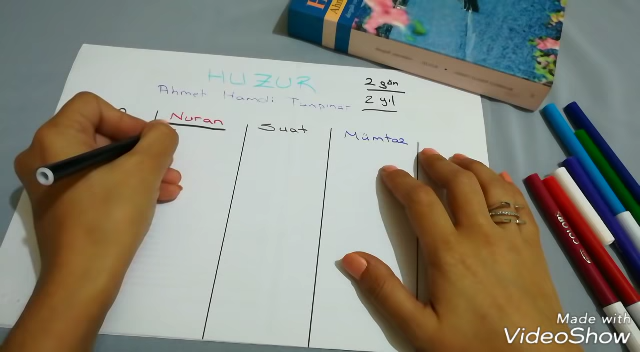 HUZUR
Ahmet Hamdi Tanpınar
2 gün
2 yıl
Nuran
Suat
Mümtaz
Made with
VideoShow